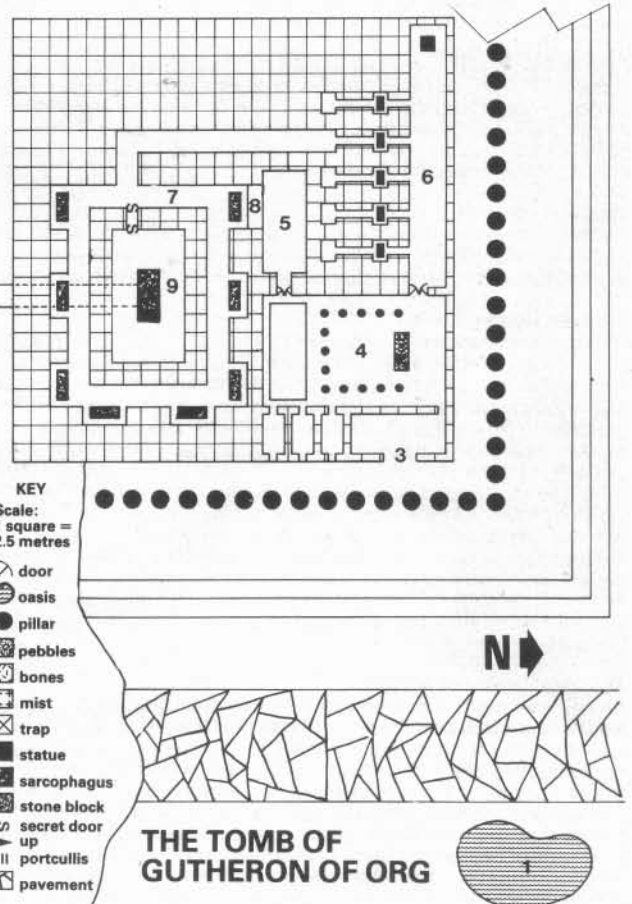 6
7
8
5
9
4
3
KEY
Scale:
square =
2.5 metres
door
oasis
pillar
pebbles
bones
mist
trap
statue
sarcophagus
stone block
secret door
up
portcullis
pavement
N
THE TOMB OF
GUTHERON OF ORG
1